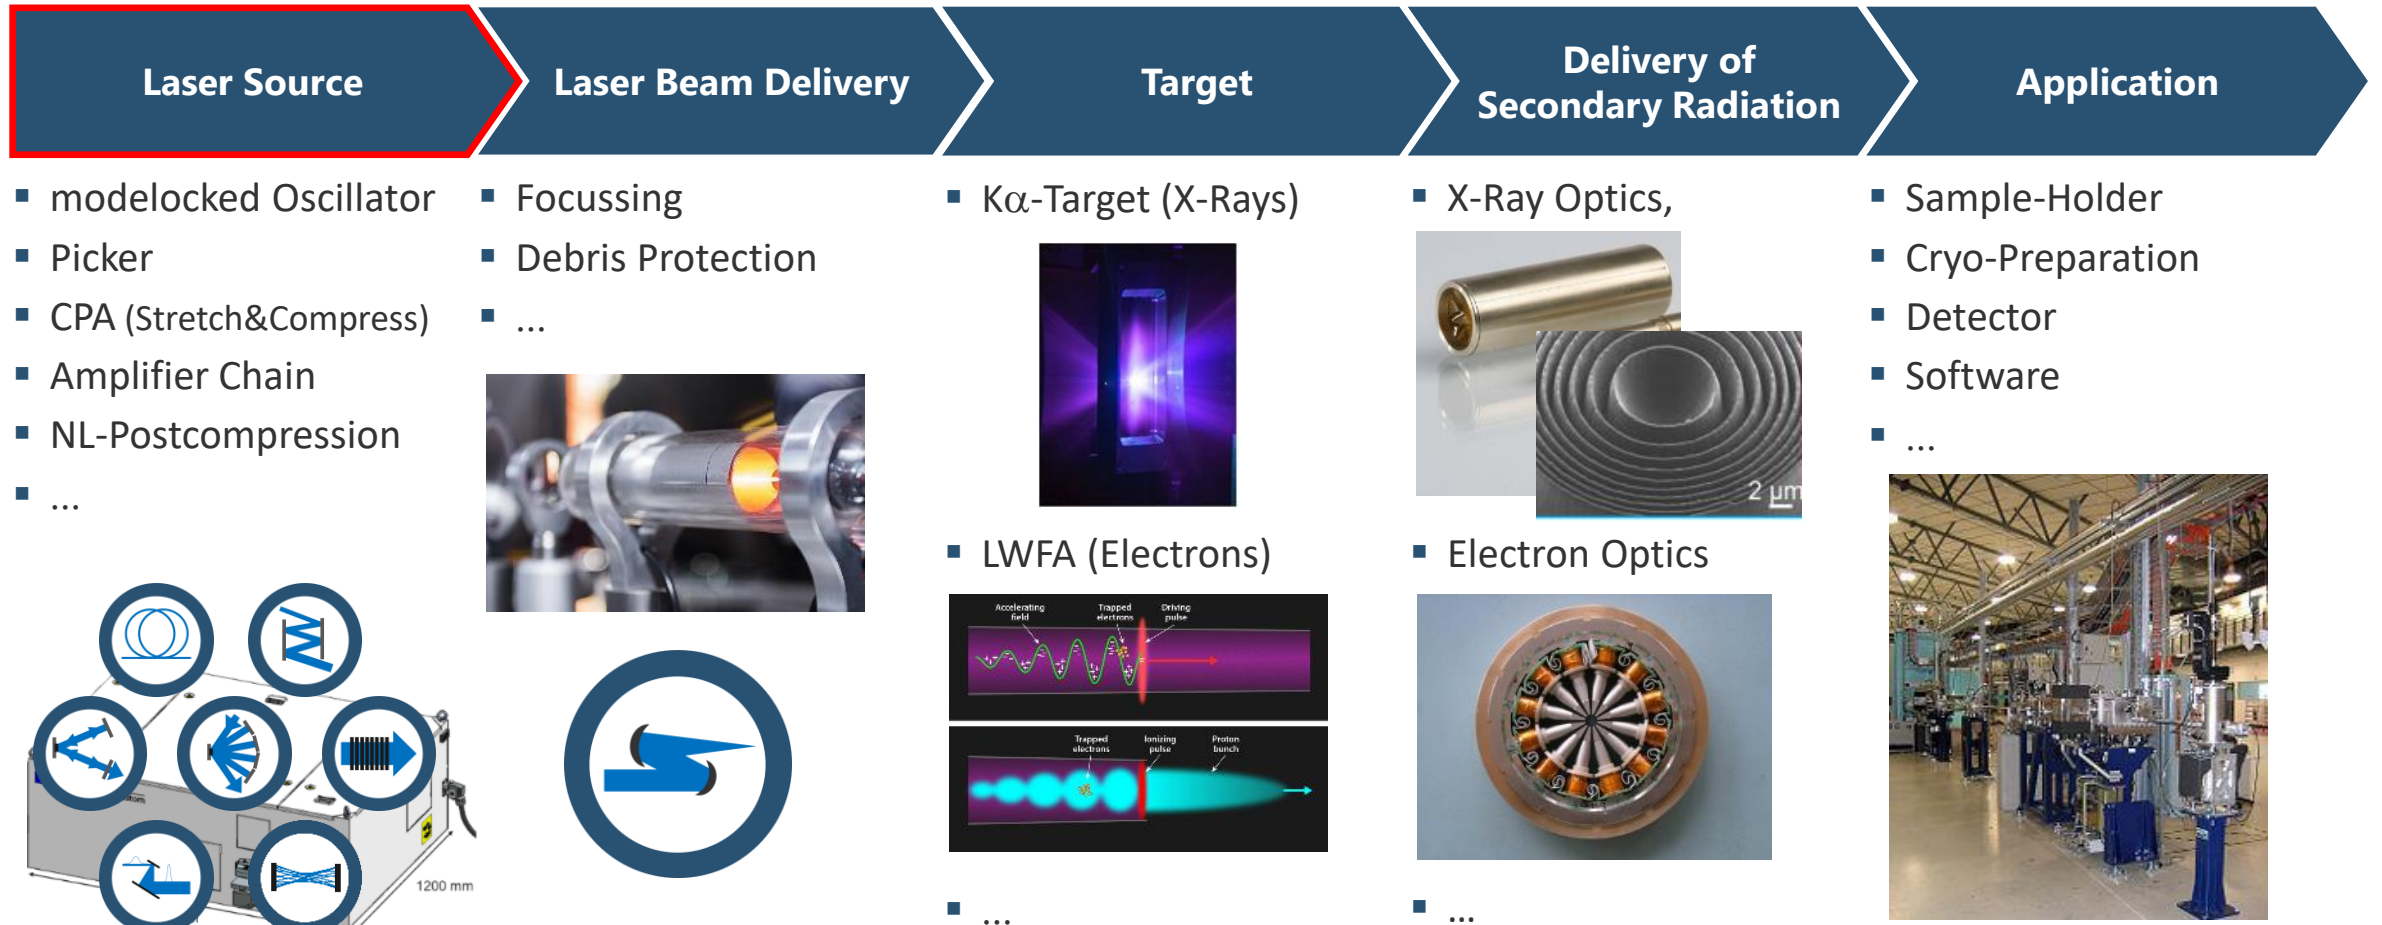 Laser Source
Laser Beam Delivery
Target
Delivery of
Secondary Radiation
Application
modelocked Oscillator
Picker
CPA (Stretch&Compress)
Amplifier Chain
NL-Postcompression
...
1200 mm
Focussing
Debris Protection
...
Kα-Target (X-Rays)
LWFA (Electrons)
Accelerating
field
Trapped
electrons
Driving
pulse
Trapped
electrons
Ionizing
pulse
Proton
bunch
...
X-Ray Optics,
2 µm
Electron Optics
...
Sample-Holder
Cryo-Preparation
Detector
Software
...